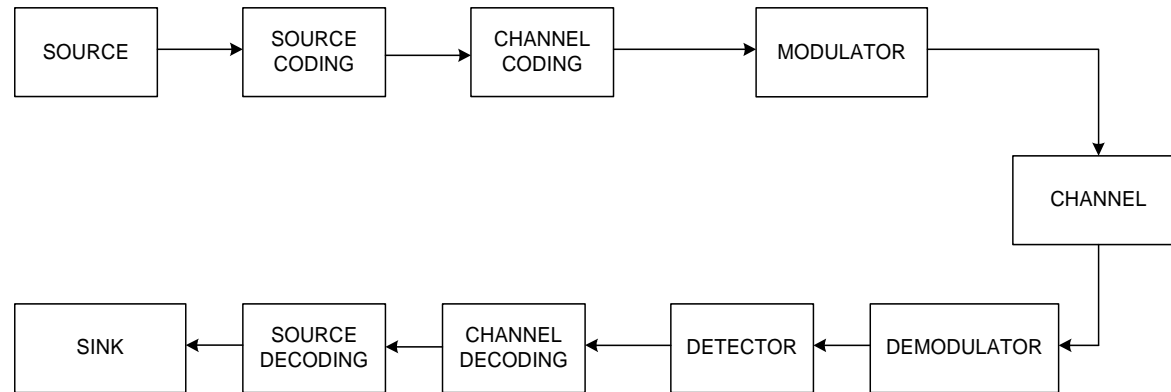 SOURCE
SOURCE
CODING
CHANNEL
CODING
MODULATOR
CHANNEL
SINK
SOURCE
DECODING
CHANNEL
DECODING
DETECTOR
DEMODULATOR